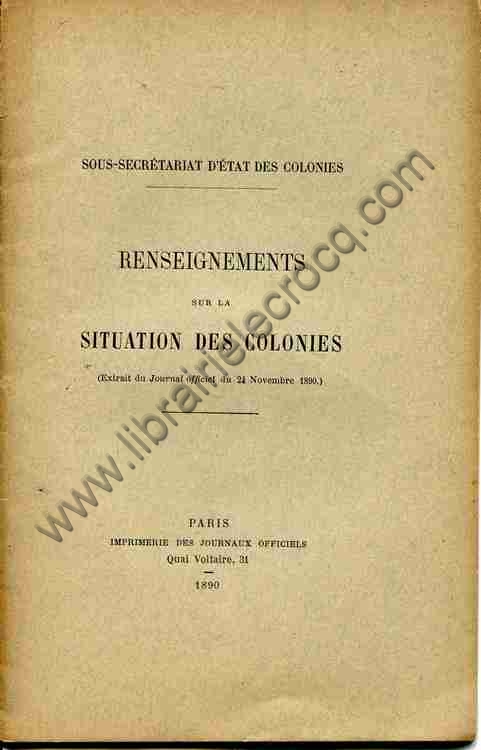 SOUS-SECRÉTARIAT D'ÉTAT DES COLONIES
RENSEIGNEMENTS
SUR LA
SITUATION DES COLONIES
(Extrait du Journal officiel du 24 Novembre 1890.)
PARIS
IMPRIMERIE DES JOURNAUX OFFICIELS
Quai Voltaire, 31
1890
www.librairielecrocq.com